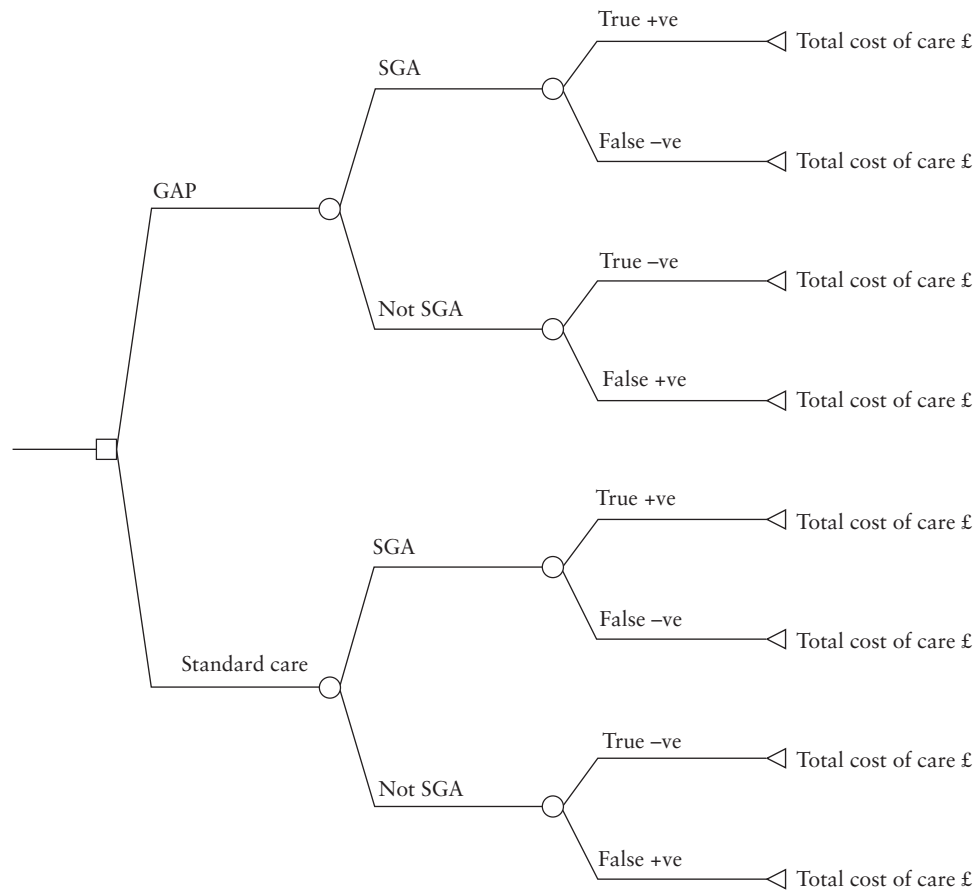 True +ve
Total cost of care £
SGA
False –ve
Total cost of care £
GAP
True –ve
Total cost of care £
Not SGA
False +ve
Total cost of care £
True +ve
Total cost of care £
SGA
False –ve
Total cost of care £
Standard care
True –ve
Total cost of care £
Not SGA
False +ve
Total cost of care £